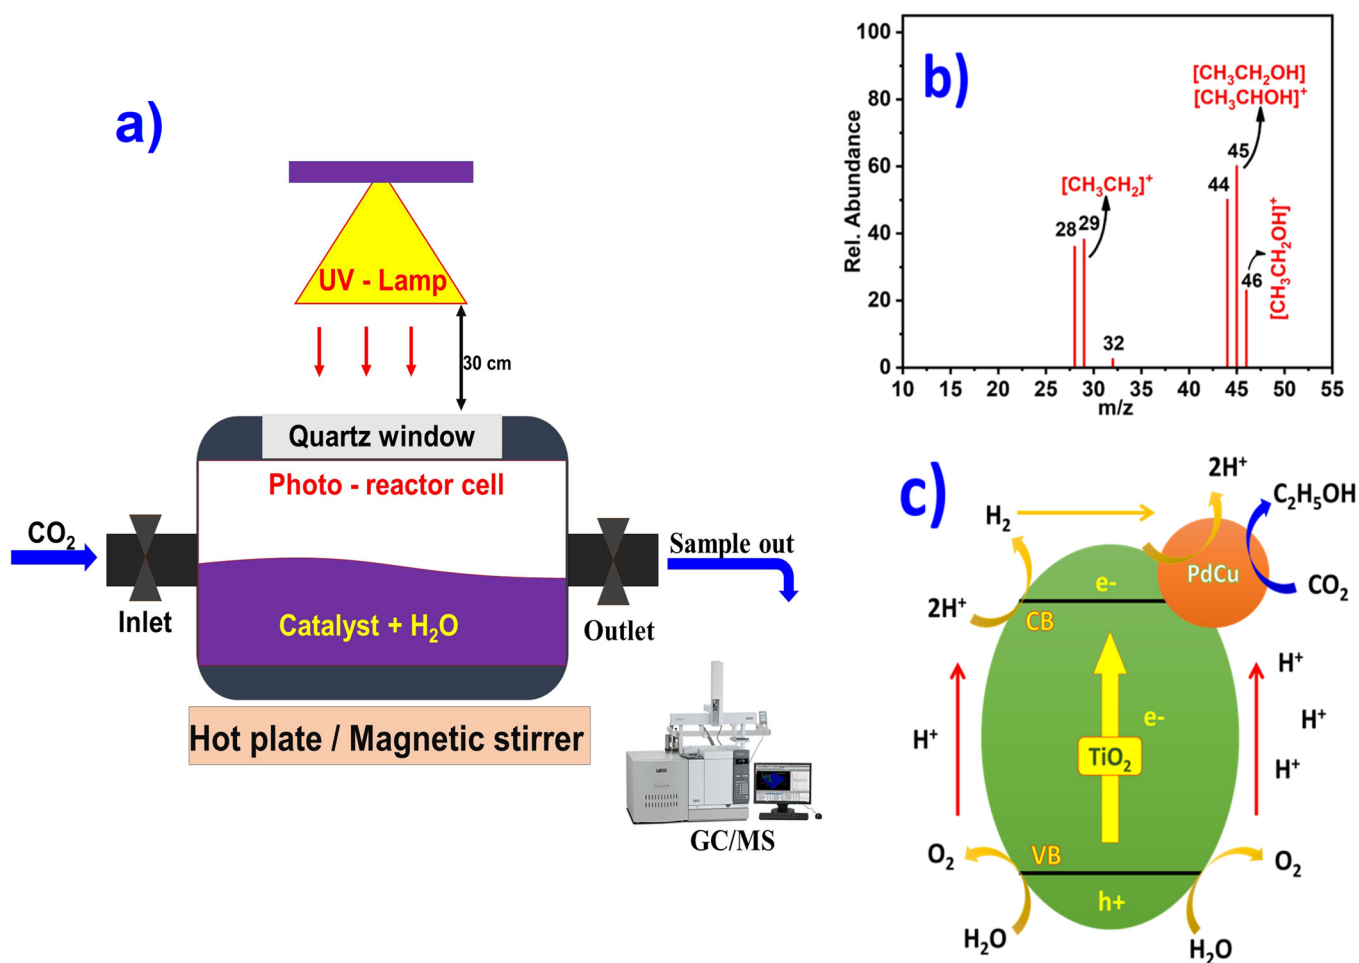 a)
UV - Lamp
30 cm
Quartz window
Photo - reactor cell
CO₂
Inlet
Catalyst + H₂O
Outlet
Sample out
Hot plate / Magnetic stirrer
GC/MS
b)
Rel. Abundance
100
80
60
40
20
0
10 15 20 25 30 35 40 45 50 55
m/z
28
29
32
44
45
46
[CH₃CH₂]⁺
[CH₃CH₂OH]
[CH₃CHOH]⁺
[CH₃CH₂OH]⁺
c)
H₂
2H⁺
C₂H₅OH
PdCu
CO₂
2H⁺
e-
CB
H⁺
e-
TiO₂
H⁺
H⁺
H⁺
O₂
VB
O₂
h+
H₂O
H₂O